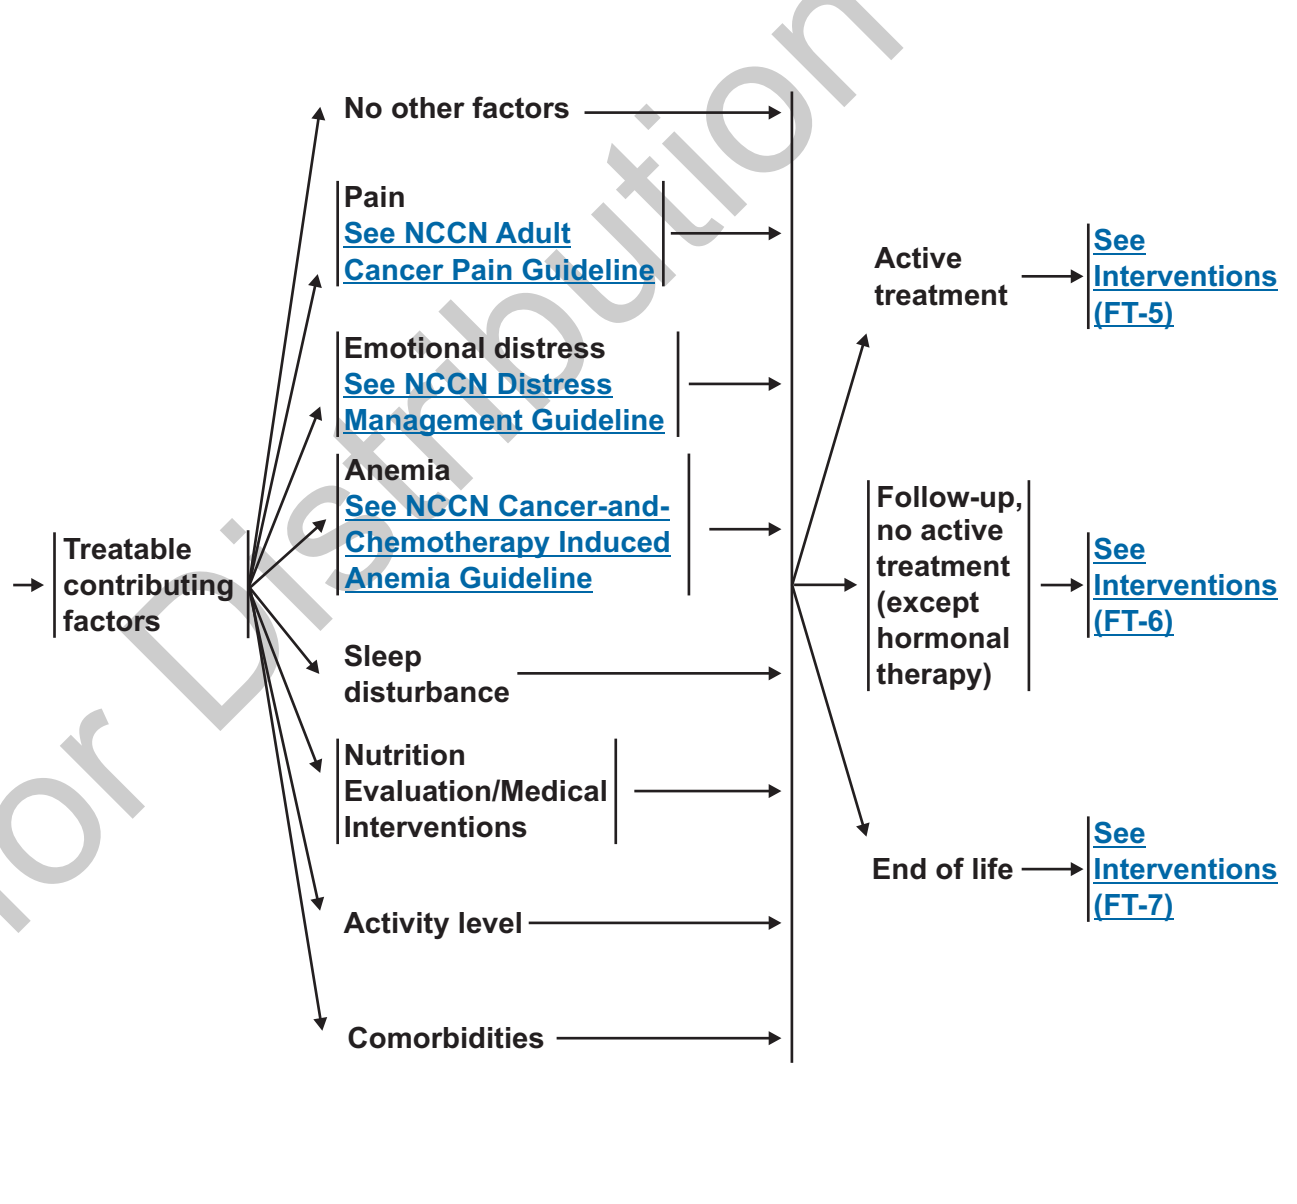 No other factors
Pain
See NCCN Adult
Cancer Pain Guideline
Emotional distress
See NCCN Distress
Management Guideline
Anemia
See NCCN Cancer-and-
Chemotherapy Induced
Anemia Guideline
Treatable
contributing
factors
Sleep
disturbance
Nutrition
Evaluation/Medical
Interventions
Activity level
Comorbidities
Active
treatment
See
Interventions
(FT-5)
Follow-up,
no active
treatment
(except
hormonal
therapy)
See
Interventions
(FT-6)
End of life
See
Interventions
(FT-7)
for Distribution